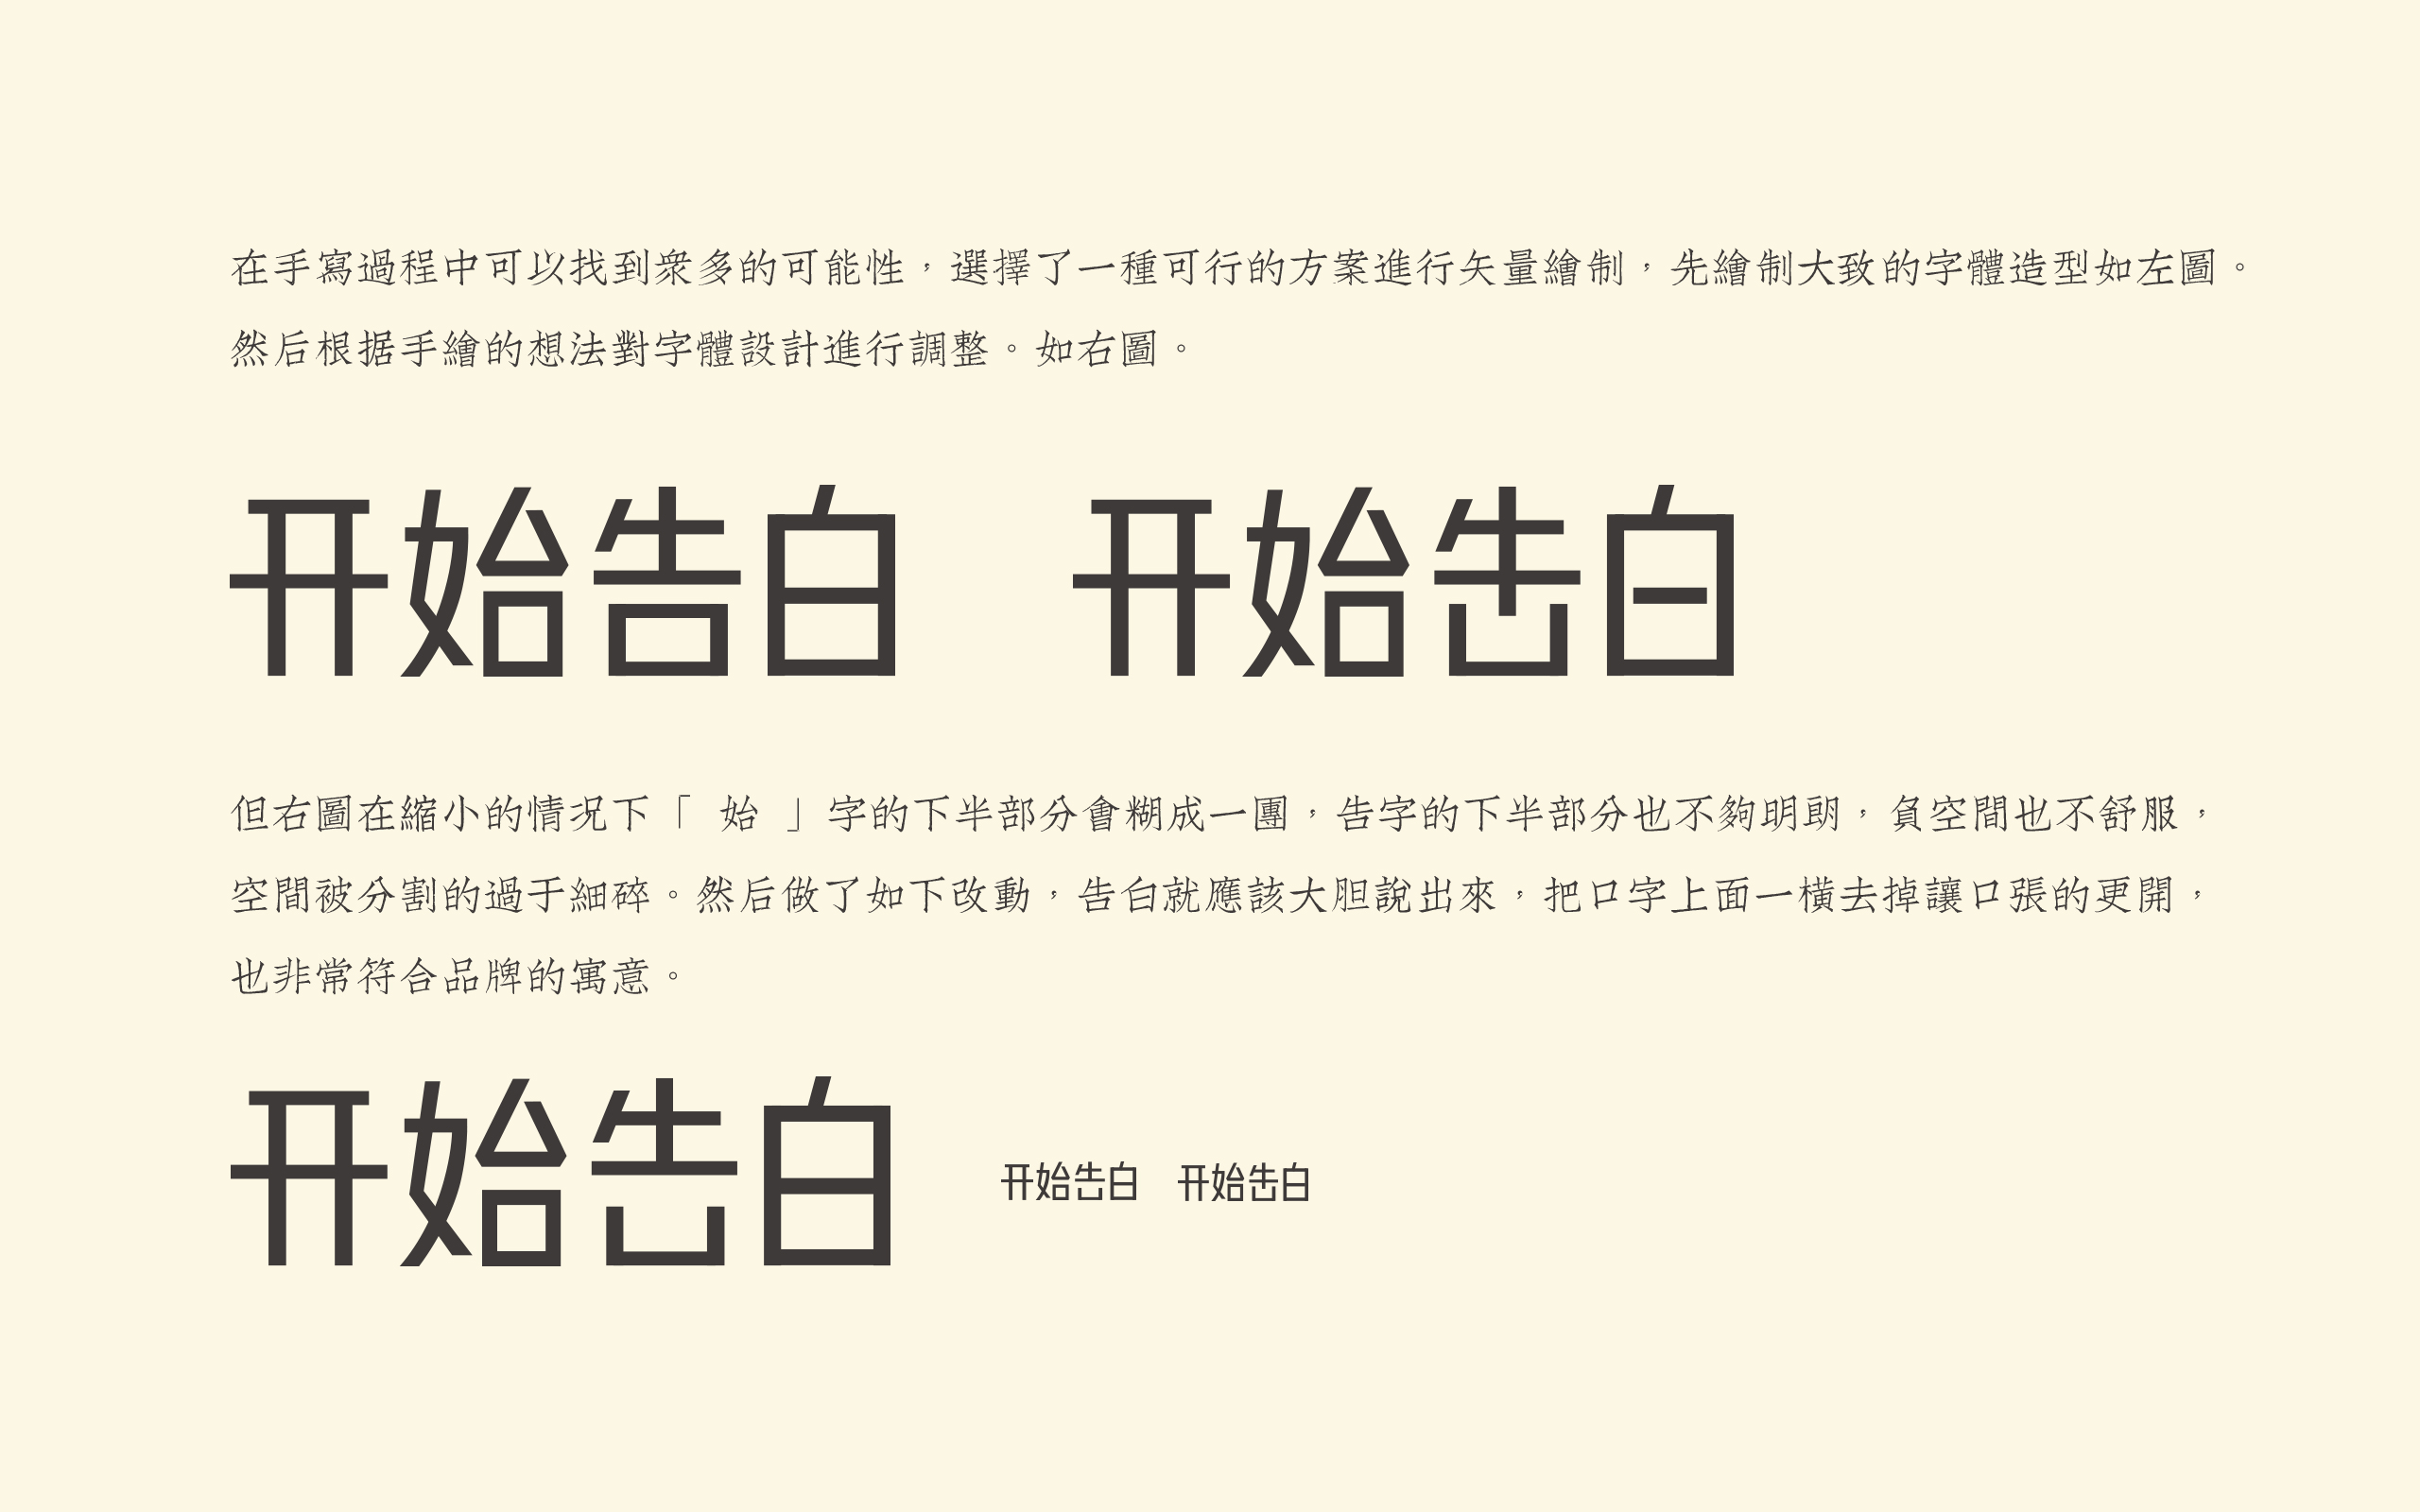 在手寫過程中可以找到衆多的可能性，選擇了一種可行的方案進行矢量繪制，先繪制大致的字體造型如左圖。
然后根据手繪的想法對字體設計進行調整。如右圖。
开始告白 开始告白
但右圖在縮小的情况下「 始 」字的下半部分會糊成一團，告字的下半部分也不夠明朗，負空間也不舒服，
空間被分割的過于細碎。然后做了如下改動，告白就應該大胆說出來，把口字上面一横去掉讓口張的更開，
也非常符合品牌的寓意。
开始告白 开始告白 开始告白